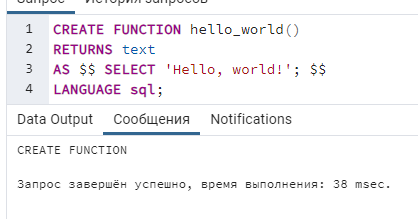 Запрос История запросов
1 CREATE FUNCTION hello_world()
2 RETURNS text
3 AS $$ SELECT 'Hello, world!'; $$
4 LANGUAGE sql;
Data Output Сообщения Notifications
CREATE FUNCTION
Запрос завершён успешно, время выполнения: 38 msec.